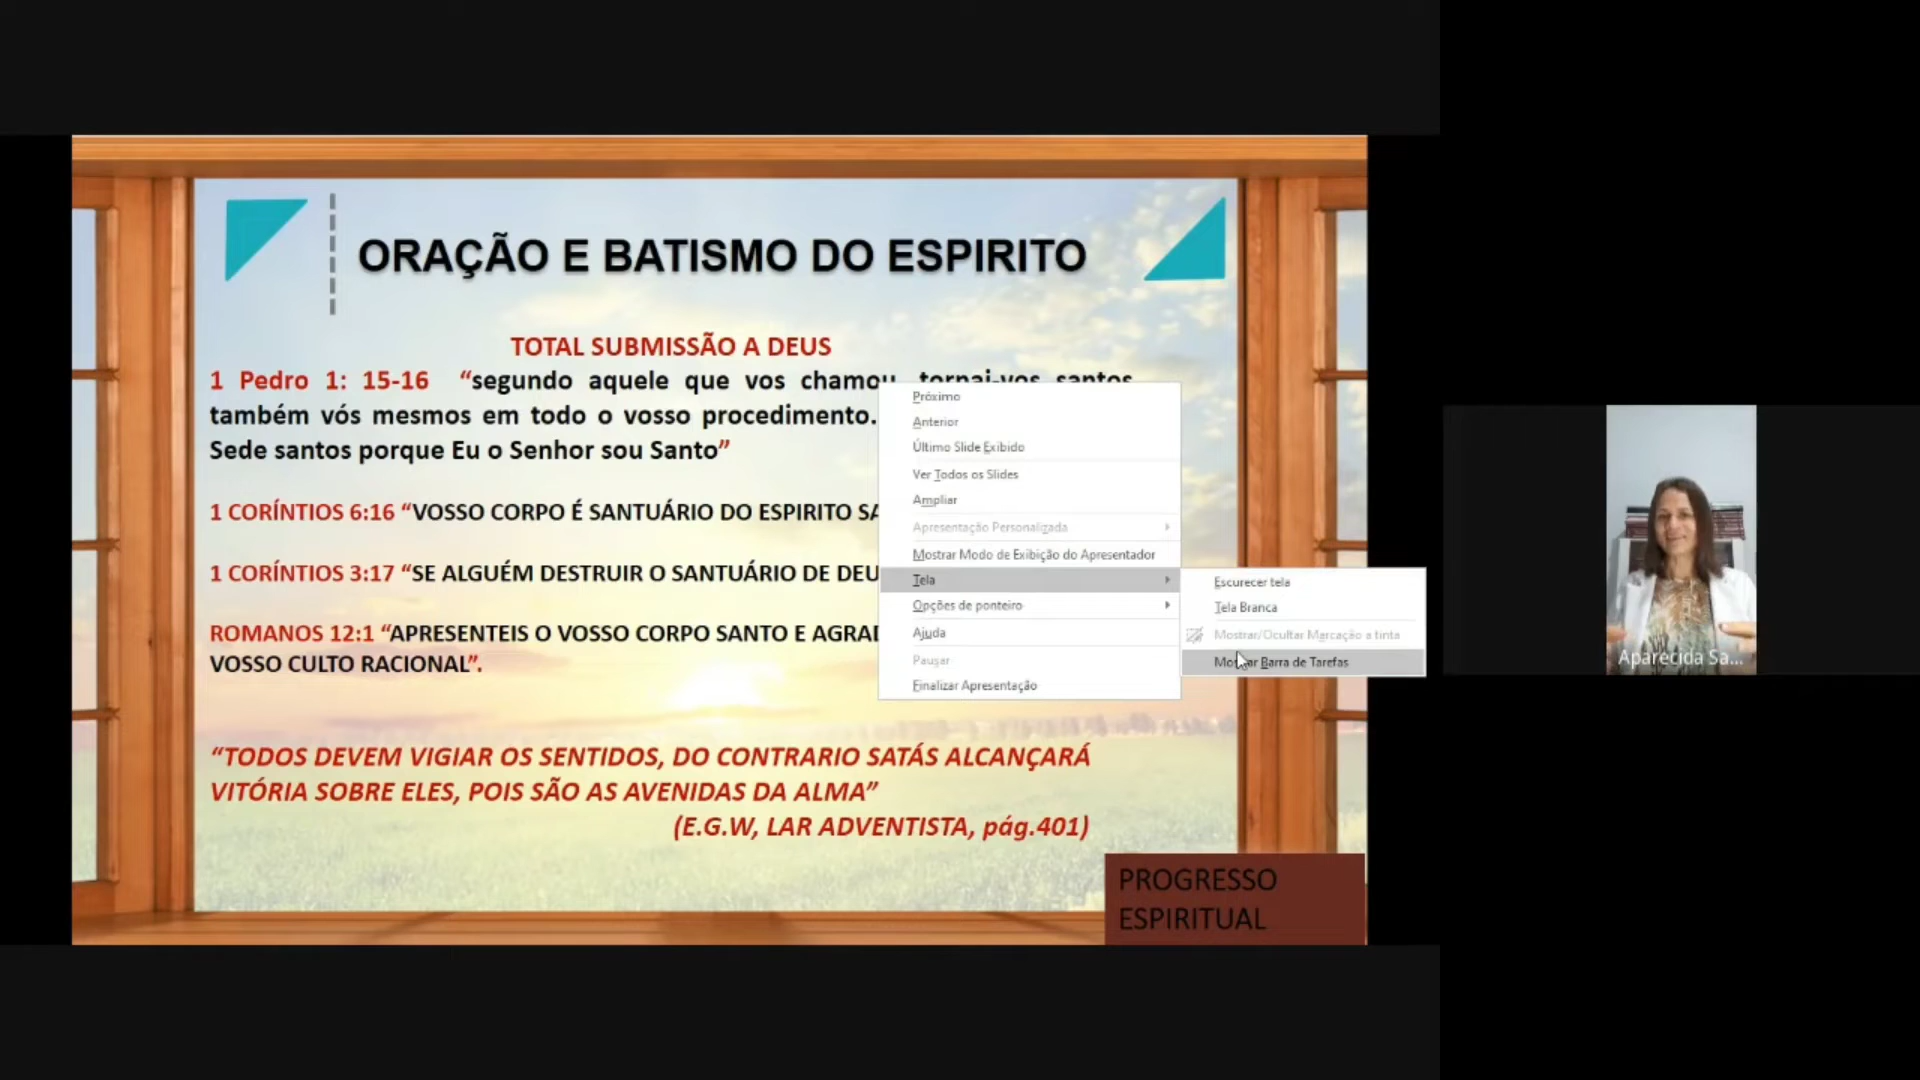 ORAÇÃO E BATISMO DO ESPIRITO
TOTAL SUBMISSÃO A DEUS
1 Pedro 1: 15-16 “segundo aquele que vos chamou, tornai-vos santos
também vós mesmos em todo o vosso procedimento.
Sede santos porque Eu o Senhor sou Santo”
1 CORÍNTIOS 6:16 “VOSSO CORPO É SANTUÁRIO DO ESPIRITO SA
1 CORÍNTIOS 3:17 “SE ALGUÉM DESTRUIR O SANTUÁRIO DE DEU
ROMANOS 12:1 “APRESENTEIS O VOSSO CORPO SANTO E AGRAD
VOSSO CULTO RACIONAL”.
“TODOS DEVEM VIGIAR OS SENTIDOS, DO CONTRARIO SATÁS ALCANÇARÁ
VITÓRIA SOBRE ELES, POIS SÃO AS AVENIDAS DA ALMA”
(E.G.W, LAR ADVENTISTA, pág.401)
PROGRESSO
ESPIRITUAL
Próximo
Anterior
Último Slide Exibido
Ver Todos os Slides
Ampliar
Apresentação Personalizada
Mostrar Modo de Exibição do Apresentador
Tela
Opções de ponteiro
Ajuda
Pausar
Finalizar Apresentação
Escurecer tela
Tela Branca
Mostrar/Ocultar Marcação a tinta
Mostrar Barra de Tarefas
Aparecida Sa...